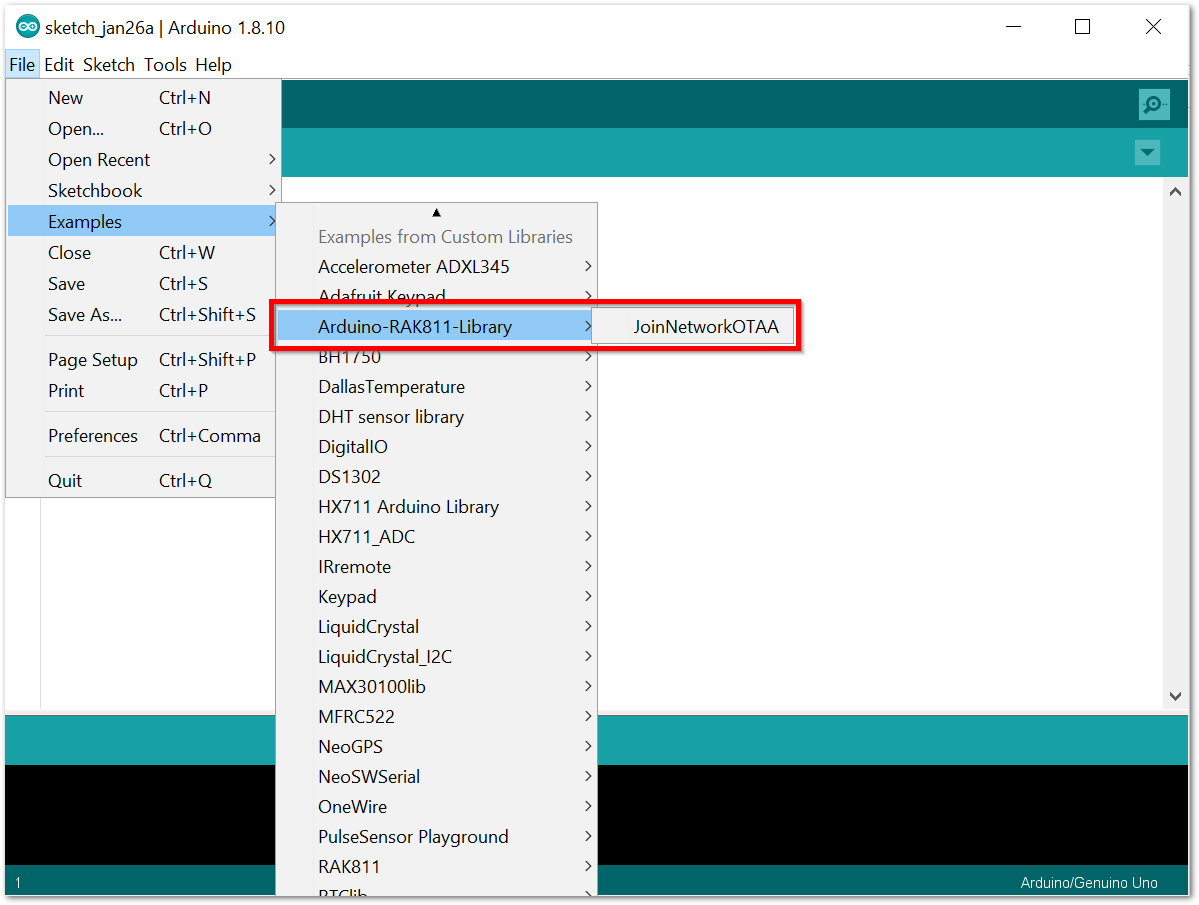 sketch_jan26a | Arduino 1.8.10
File Edit Sketch Tools Help
New Ctrl+N
Open... Ctrl+O
Open Recent
Sketchbook
Examples
Close Ctrl+W
Save Ctrl+S
Save As... Ctrl+Shift+S
Page Setup Ctrl+Shift+P
Print Ctrl+P
Preferences Ctrl+Comma
Quit Ctrl+Q
Examples from Custom Libraries
Accelerometer ADXL345
Adafruit Keypad
Arduino-RAK811-Library
JoinNetworkOTAA
BH1750
DallasTemperature
DHT sensor library
DigitalIO
DS1302
HX711 Arduino Library
HX711_ADC
IRremote
Keypad
LiquidCrystal
LiquidCrystal_I2C
MAX30100lib
MFRC522
NeoGPS
NeoSWSerial
OneWire
PulseSensor Playground
RAK811
RTClib
1
Arduino/Genuino Uno